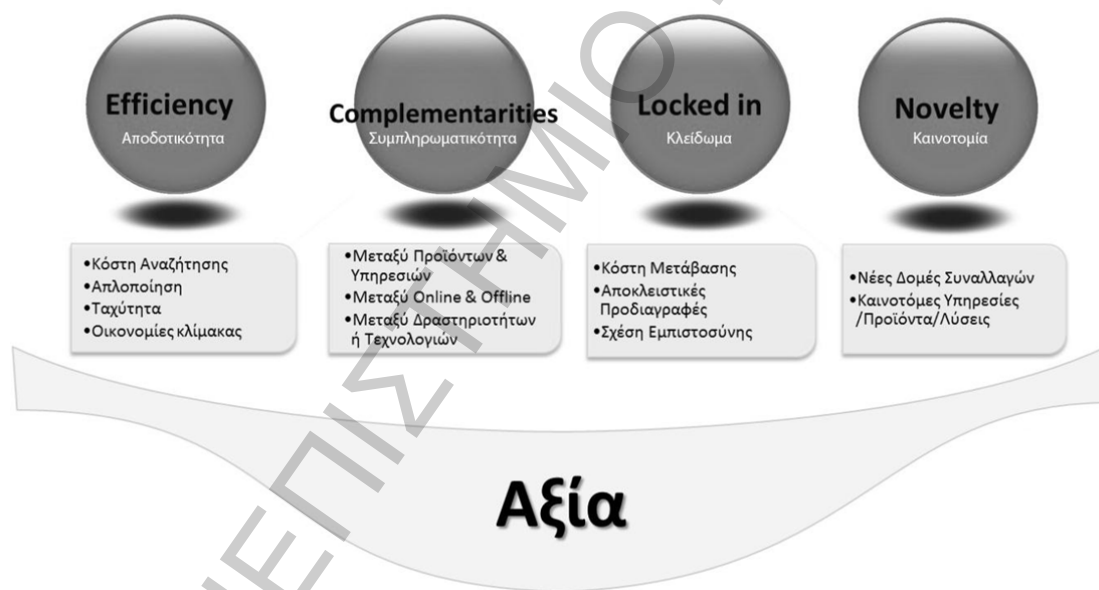 Efficiency
Αποδοτικότητα
Complementarities
Συμπληρωματικότητα
Locked in
Κλείδωμα
Novelty
Καινοτομία
•Κόστη Αναζήτησης
•Απλοποίηση
•Ταχύτητα
•Οικονομίες κλίμακας
•Μεταξύ Προϊόντων &
Υπηρεσιών
•Μεταξύ Online & Offline
•Μεταξύ Δραστηριοτήτων
ή Τεχνολογιών
•Κόστη Μετάβασης
•Αποκλειστικές
Προδιαγραφές
•Σχέση Εμπιστοσύνης
•Νέες Δομές Συναλλαγών
•Καινοτόμες Υπηρεσίες
/Προϊόντα/Λύσεις
Αξία